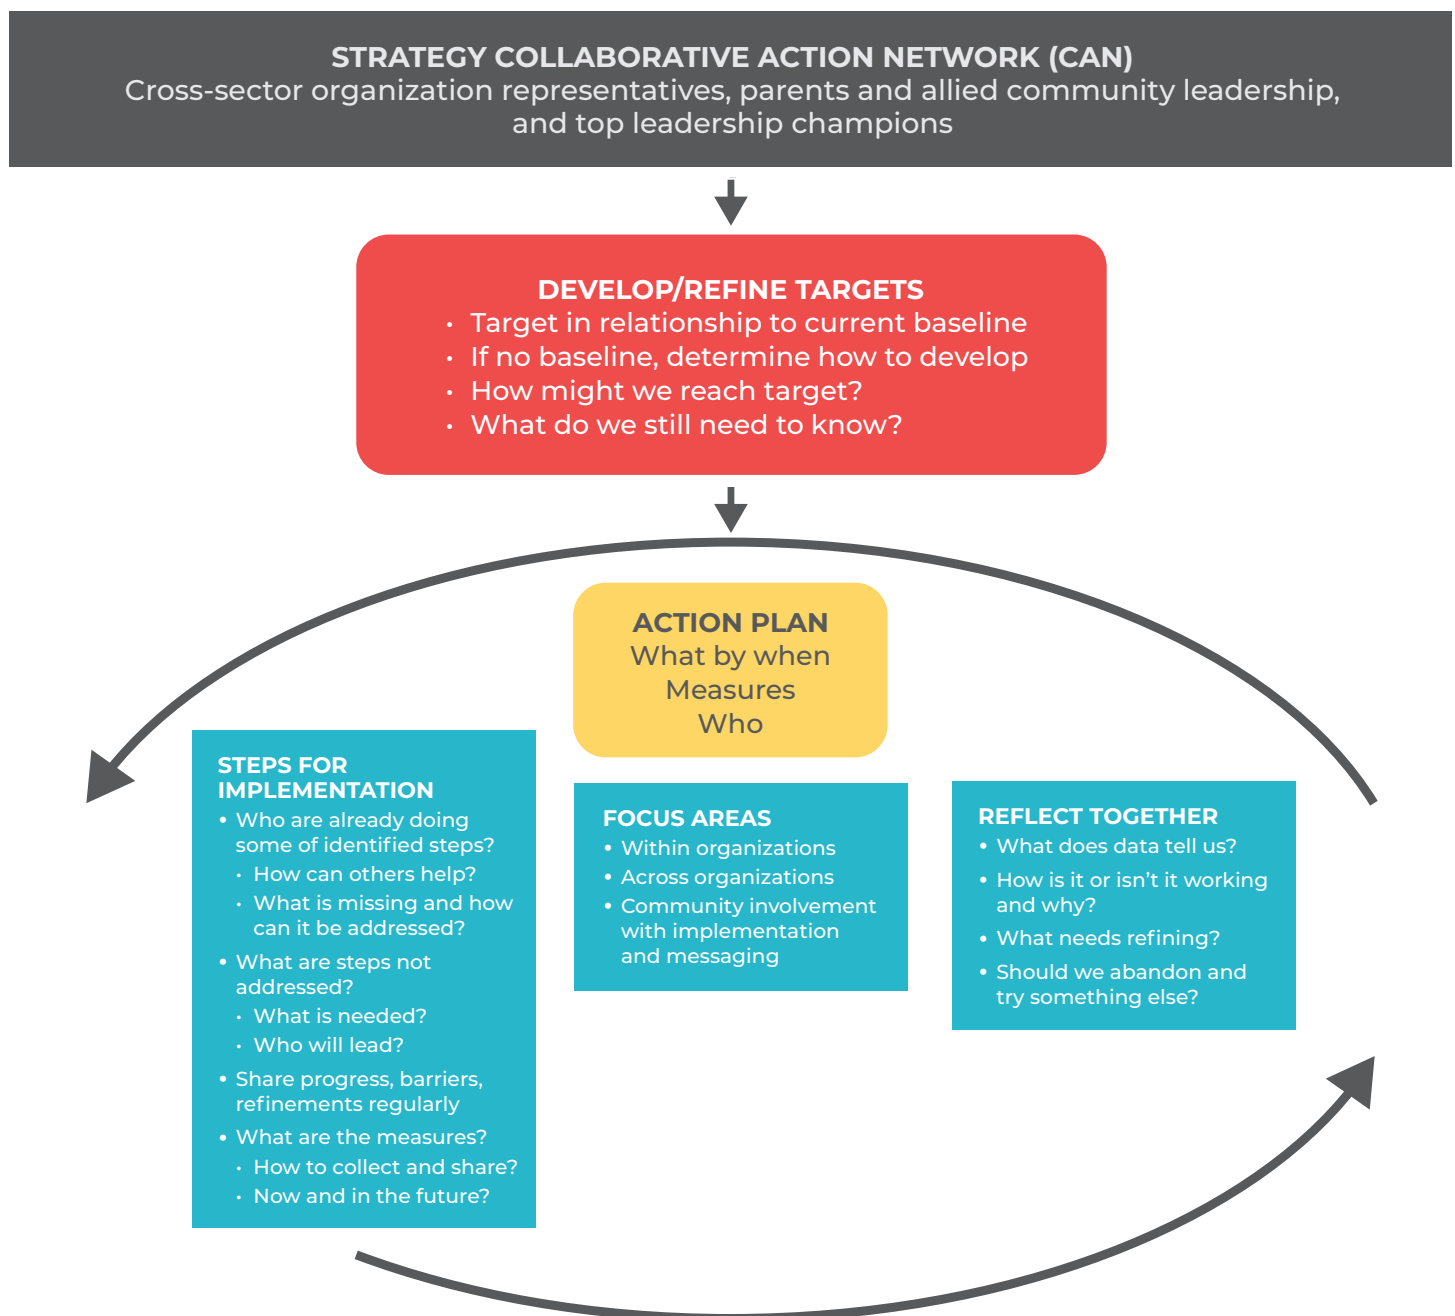 STRATEGY COLLABORATIVE ACTION NETWORK (CAN)
Cross-sector organization representatives, parents and allied community leadership,
and top leadership champions
DEVELOP/REFINE TARGETS
• Target in relationship to current baseline
• If no baseline, determine how to develop
• How might we reach target?
• What do we still need to know?
ACTION PLAN
What by when
Measures
Who
STEPS FOR
IMPLEMENTATION
• Who are already doing
some of identified steps?
• How can others help?
• What is missing and how
can it be addressed?
• What are steps not
addressed?
• What is needed?
• Who will lead?
• Share progress, barriers,
refinements regularly
• What are the measures?
• How to collect and share?
• Now and in the future?
FOCUS AREAS
• Within organizations
• Across organizations
• Community involvement
with implementation
and messaging
REFLECT TOGETHER
• What does data tell us?
• How is it or isn't it working
and why?
• What needs refining?
• Should we abandon and
try something else?